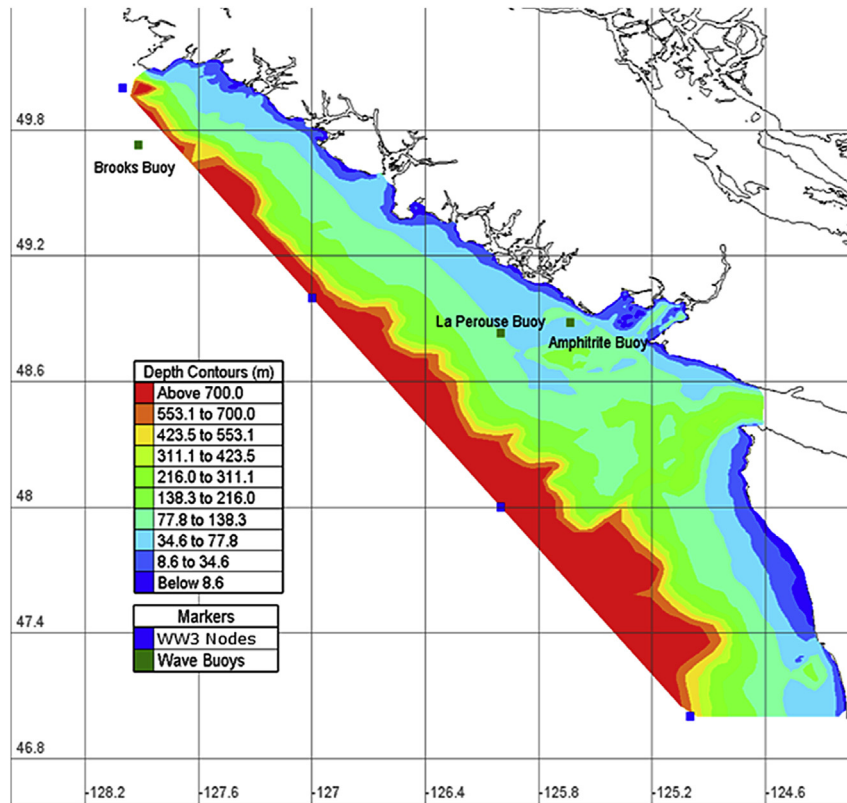 49.8
Brooks Buoy
49.2
La Perouse Buoy
Amphitrite Buoy
48.6
Depth Contours (m)
Above 700.0
553.1 to 700.0
423.5 to 553.1
311.1 to 423.5
216.0 to 311.1
138.3 to 216.0
77.8 to 138.3
34.6 to 77.8
8.6 to 34.6
Below 8.6
48
Markers
WW3 Nodes
Wave Buoys
47.4
46.8
-128.2 -127.6 -127 -126.4 -125.8 -125.2 -124.6